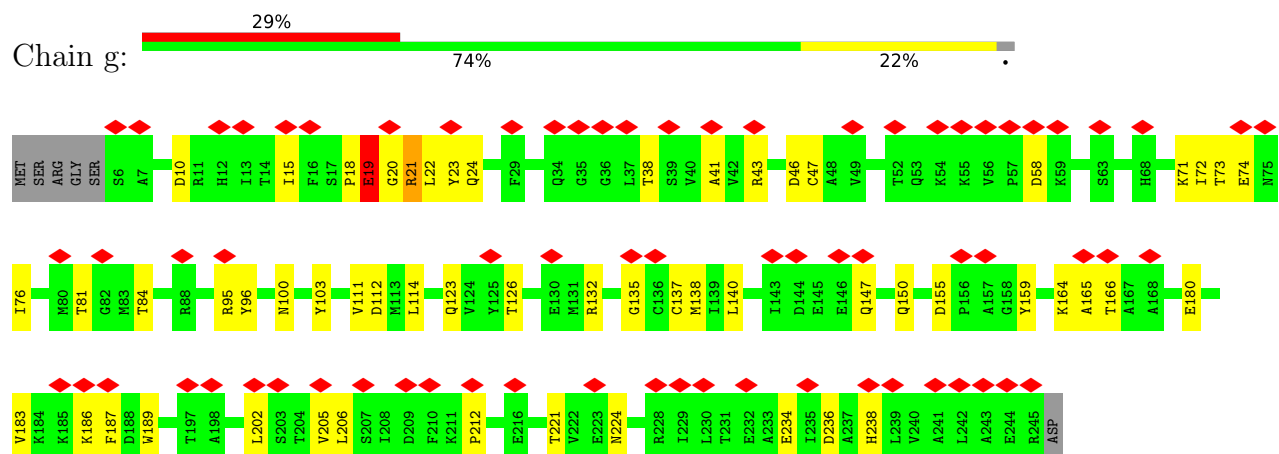 29%
Chain g:
74% 22% •
MET SER ARG GLY SER S6 A7 D10 R11 H12 I13 T14 I15 F16 S17 P18 E19 G20 R21 L22 Y23 Q24 F29 Q34 G35 G36 L37 T38 S39 V40 A41 V42 R43 D46 C47 A48 V49 T52 Q53 K54 K55 V56 P57 D58 K59 S63 H68 K71 I72 T73 E74 N75
I76 M80 T81 G82 M83 T84 R88 R95 Y96 N100 Y103 V111 D112 M113 L114 Q123 V124 Y125 T126 E130 M131 R132 G135 C136 C137 M138 I139 L140 I143 D144 E145 E146 Q147 Q150 D155 P156 A157 G158 Y159 K164 A165 T166 A167 A168 E180
V183 K184 K185 K186 F187 D188 W189 T197 A198 L202 S203 T204 V205 L206 S207 I208 D209 F210 K211 P212 E216 T221 V222 E223 N224 R228 I229 L230 T231 E232 A233 E234 I235 D236 A237 H238 L239 V240 A241 L242 A243 E244 R245 ASP